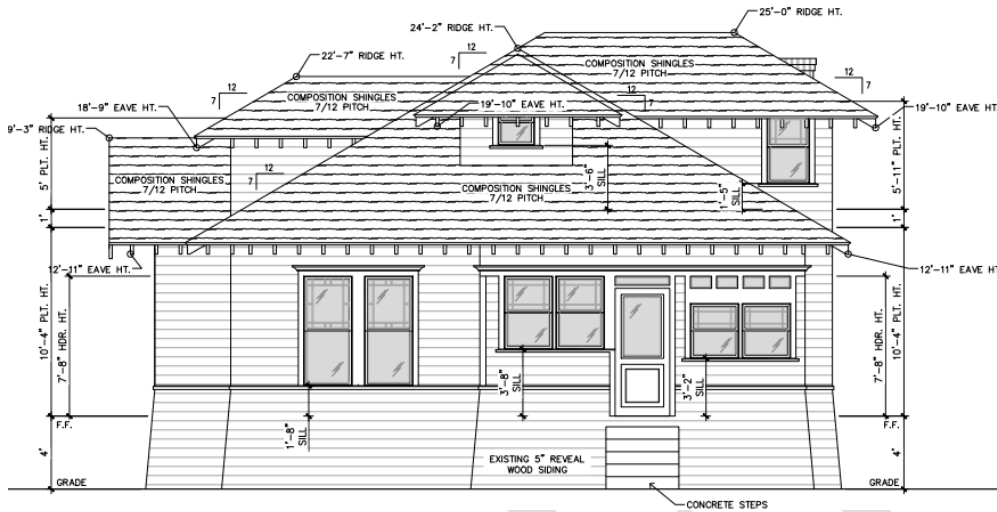 25'-0" RIDGE HT.
24'-2" RIDGE HT.
22'-7" RIDGE HT.
12
7
12
7
12
7
12
7
12
7
COMPOSITION SHINGLES
7/12 PITCH
COMPOSITION SHINGLES
7/12 PITCH
18'-9" EAVE HT.
19'-10" EAVE HT.
19'-10"
EAVE HT.
9'-3" RIDGE HT.
COMPOSITION SHINGLES
7/12 PITCH
COMPOSITION SHINGLES
7/12 PITCH
5' PLT. HT.
1'
3'-6"
SILL
1'-5"
SILL
5'-11" PLT. HT.
1'
12'-11" EAVE HT.
12'-11" EAVE HT
10'-4" PLT. HT.
7'-8" HDR. HT.
7'-8" HDR. HT.
10'-4" PLT. HT.
3'-8"
SILL
3'-2"
SILL
1'-8"
SILL
F.F.
F.F.
4'
4'
EXISTING 5" REVEAL
WOOD SIDING
GRADE
GRADE
CONCRETE STEPS